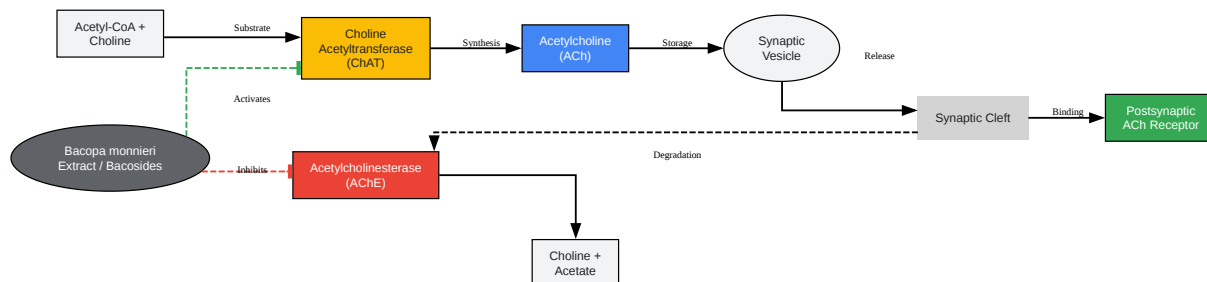 Acetyl-CoA +
Choline
Substrate
Choline
Acetyltransferase
(ChAT)
Synthesis
Acetylcholine
(ACh)
Storage
Synaptic
Vesicle
Release
Synaptic Cleft
Binding
Postsynaptic
ACh Receptor
Activates
Bacopa monnieri
Extract / Bacosides
Inhibits
Acetylcholinesterase
(AChE)
Degradation
Choline +
Acetate